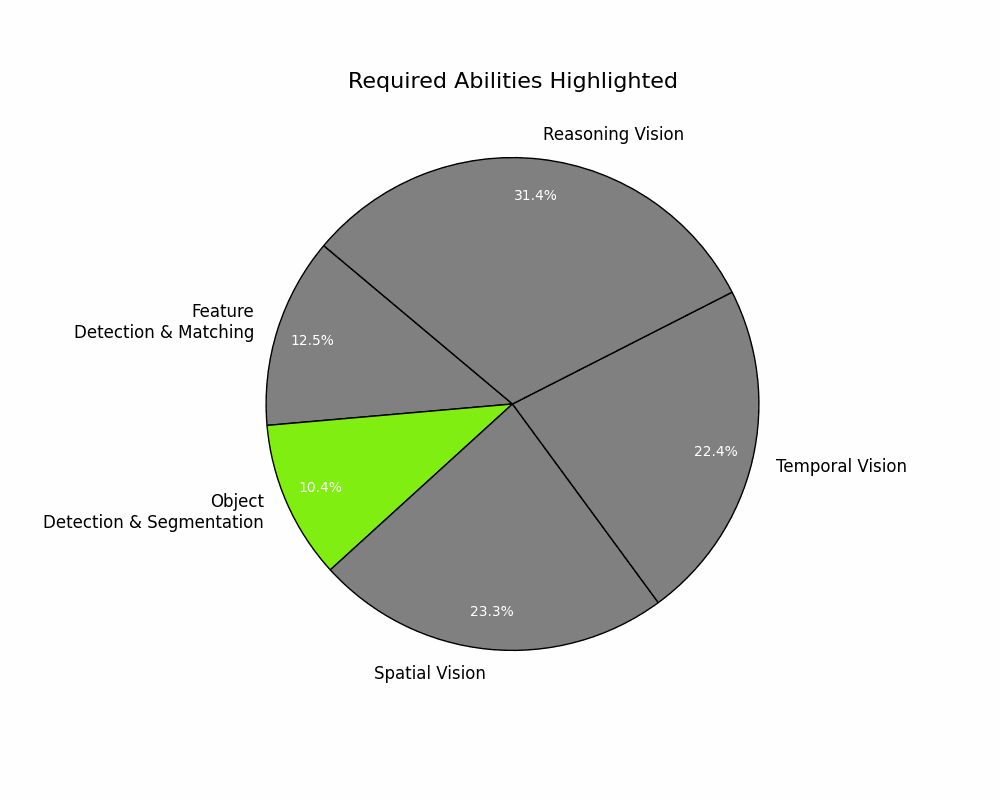 Required Abilities Highlighted
Reasoning Vision
31.4%
Feature
Detection & Matching
12.5%
22.4%
Temporal Vision
10.4%
Object
Detection & Segmentation
23.3%
Spatial Vision